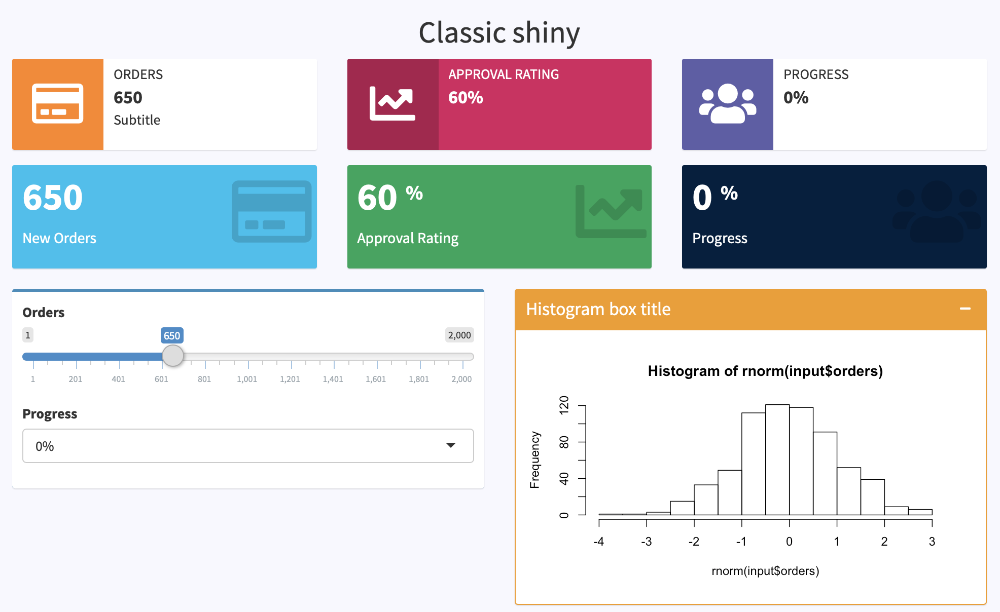 Classic shiny
ORDERS
650
Subtitle
APPROVAL RATING
60%
PROGRESS
0%
650
New Orders
60 %
Approval Rating
0 %
Progress
Orders
1
650
2,000
1 201 401 601 801 1,001 1,201 1,401 1,601 1,801 2,000
Progress
0%
Histogram box title
Histogram of rnorm(input$orders)
Frequency
0 40 80 120
-4 -3 -2 -1 0 1 2 3
rnorm(input$orders)